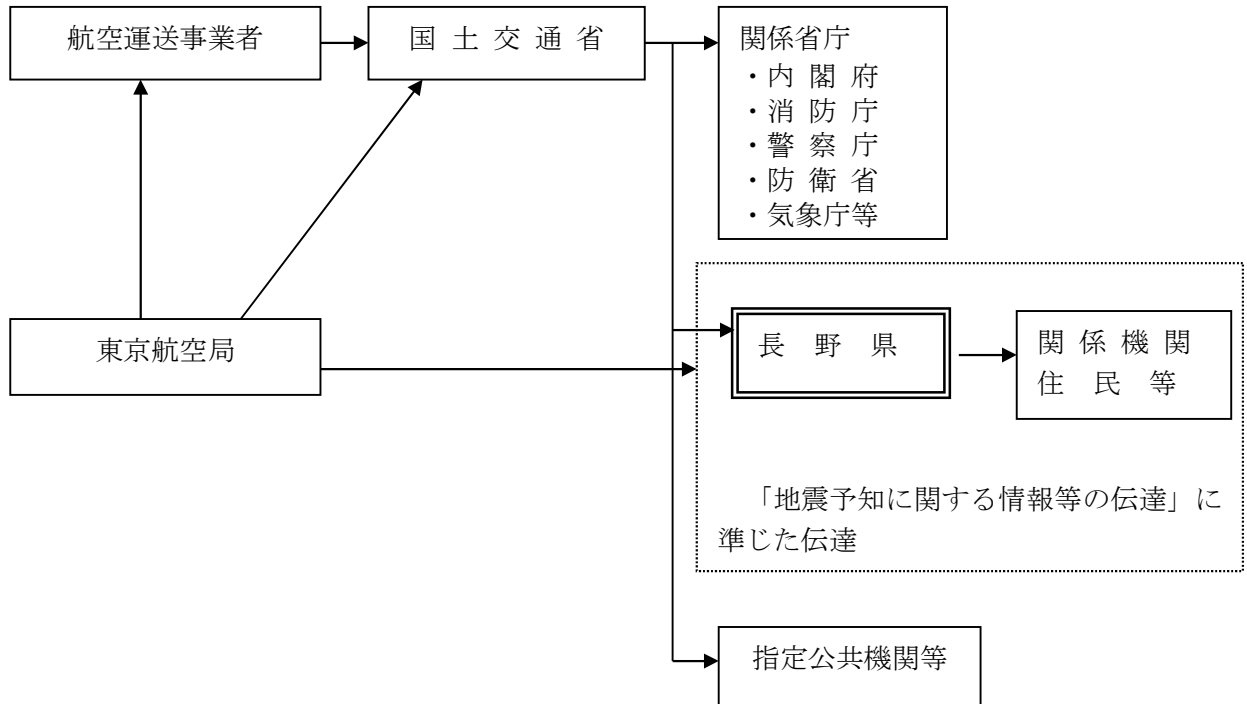 航空運送事業者
国 土 交 通 省
関係省庁
・内 閣 府
・消 防 庁
・警 察 庁
・防 衛 省
・気象庁等
東京航空局
長 野 県
関 係 機 関
住 民 等
「地震予知に関する情報等の伝達」に
準じた伝達
指定公共機関等